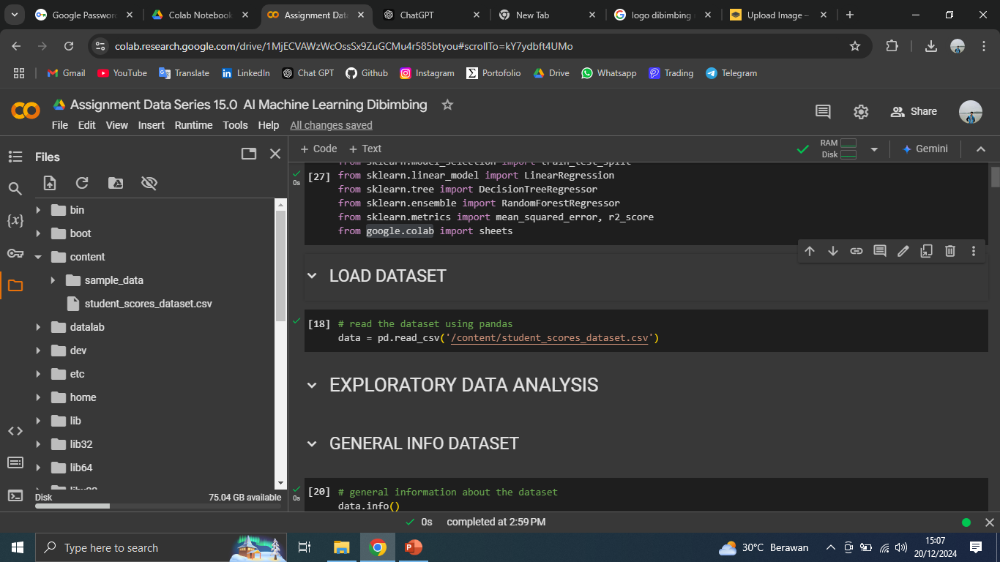 Google Password
Colab Notebook
Assignment Data
ChatGPT
New Tab
logo dibimbing
Upload Image –
colab.research.google.com/drive/1MjECVAWzWcOssSx9ZuGCMu4r585btyou#scrollTo=kY7ydbft4UMo
Gmail
YouTube
Translate
LinkedIn
Chat GPT
Github
Instagram
Portofolio
Drive
Whatsapp
Trading
Telegram
Assignment Data Series 15.0 AI Machine Learning Dibimbing
File Edit View Insert Runtime Tools Help All changes saved
Share
Files
+ Code + Text
RAM
Disk
Gemini
bin
boot
content
sample_data
student_scores_dataset.csv
datalab
dev
etc
home
lib
lib32
lib64
Disk 75.04 GB available
from sklearn.model_selection import train_test_split
0s
[27] from sklearn.linear_model import LinearRegression
from sklearn.tree import DecisionTreeRegressor
from sklearn.ensemble import RandomForestRegressor
from sklearn.metrics import mean_squared_error, r2_score
from google.colab import sheets
LOAD DATASET
[18] # read the dataset using pandas
data = pd.read_csv('/content/student_scores_dataset.csv')
EXPLORATORY DATA ANALYSIS
GENERAL INFO DATASET
0s
[20] # general information about the dataset
data.info()
0s completed at 2:59 PM
Type here to search
30°C Berawan
15:07
20/12/2024